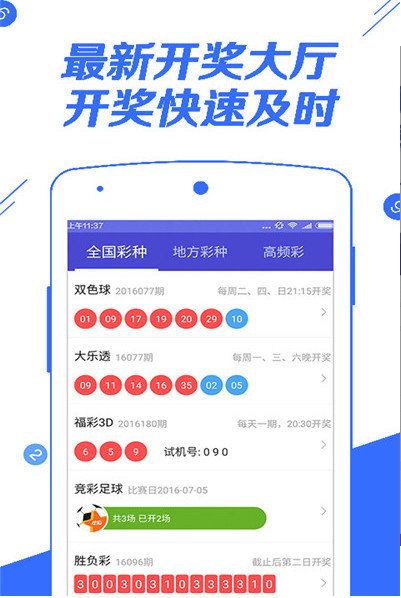 最新开奖大厅
开奖快速及时
上午11:37
全国彩种 地方彩种 高频彩
双色球 2016077期 每周二、四、日21:15开奖
01 09 17 19 20 29 10
大乐透 16077期 每周一、三、六晚开奖
09 11 14 16 35 02 05
福彩3D 2016180期 每天一期，20:30开奖
6 5 9 试机号: 0 9 0
竞彩足球 比赛日2016-07-05
共3场 已开2场
胜负彩 16096期 截止后第二日开奖
3 0 0 3 0 3 1 0 3 3 3 3 1 0